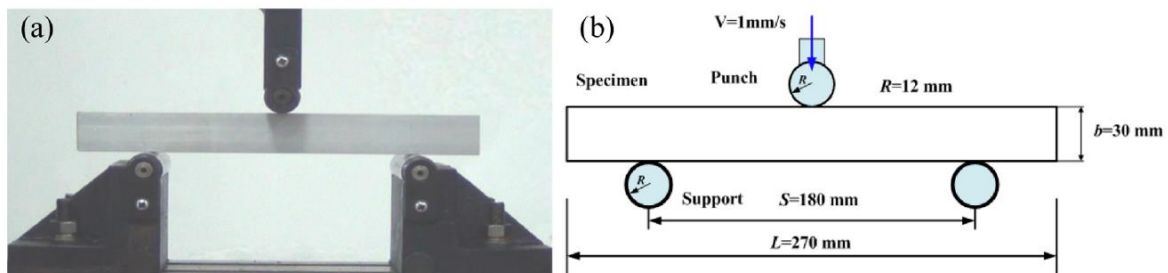 (a)
(b)
V=1mm/s
Specimen
Punch
R
R=12 mm
b=30 mm
R
Support
S=180 mm
L=270 mm